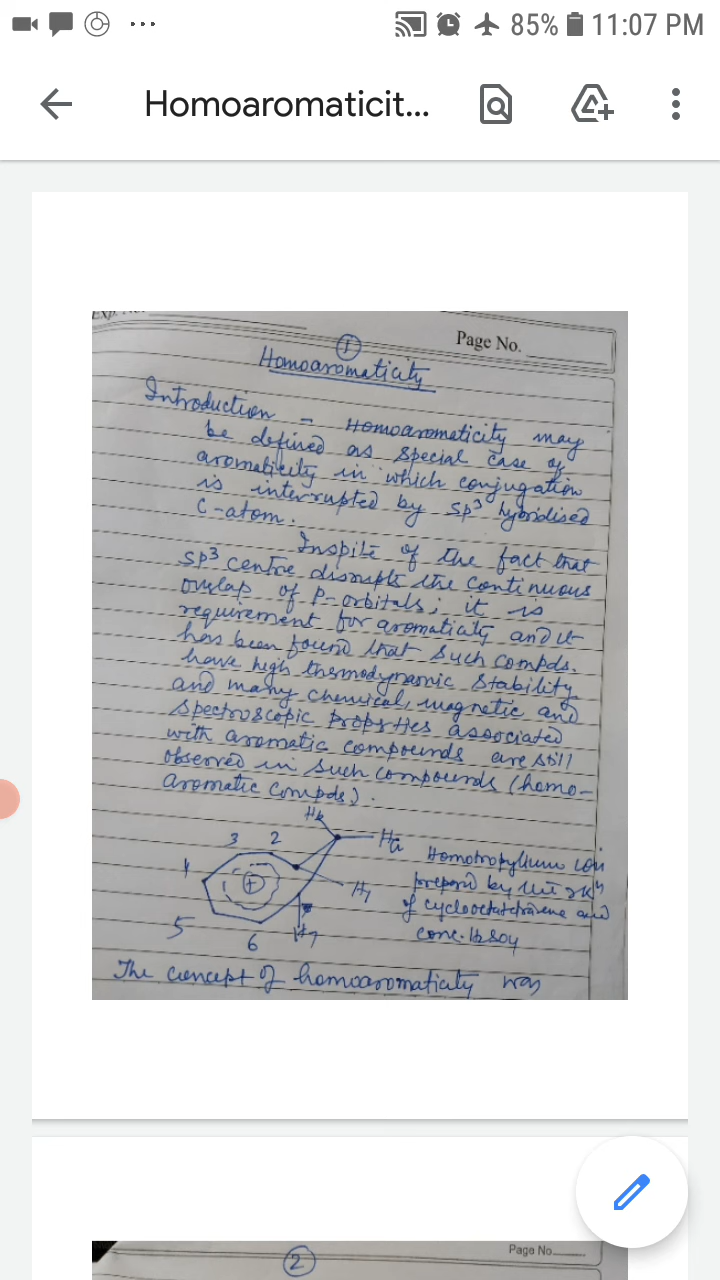 85% 11:07 PM
Homoaromaticit...
Page No.
1
Homoaromaticity
Introduction - Homoaromaticity may
be defined as special case of
aromaticity in which conjugation
is interrupted by sp³ hybridised
C-atom.
Inspite of the fact that
sp³ centre disrupts the continuous
overlap of p-orbitals; it is
requirement for aromaticity and it
has been found that such compds.
have high thermodynamic stability
and many chemical, magnetic and
spectroscopic properties associated
with aromatic compounds are still
observed in such compounds (homo-
aromatic compds).
Hb
3 2 Ha
Homotropylium ion
4 + H1
prepared by the rxn
of cyclooctatetraene and
5 6 H7
conc. H2SO4
The concept of homoaromaticity was
2
Page No.